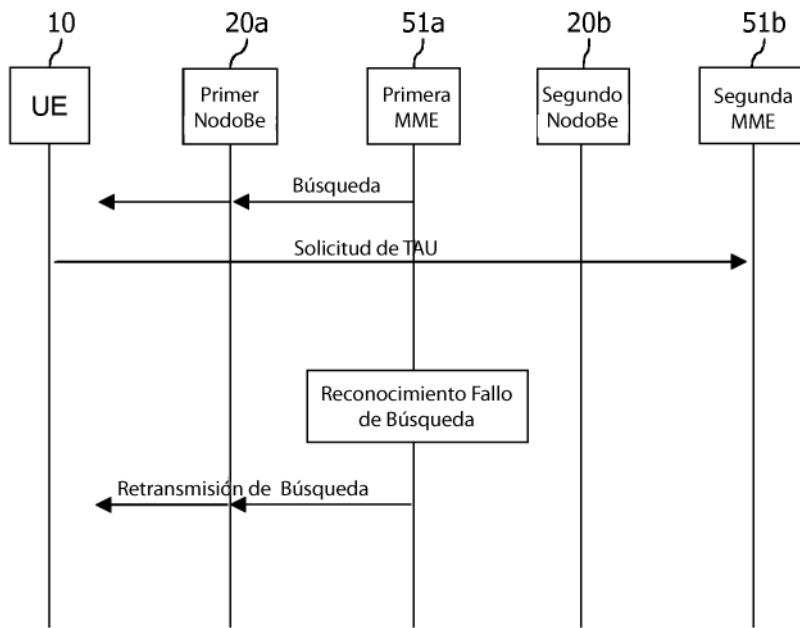 10 20a 51a 20b 51b
UE
Primer
NodoBe
Primera
MME
Segundo
NodoBe
Segunda
MME
Búsqueda
Solicitud de TAU
Reconocimiento Fallo
de Búsqueda
Retransmisión de Búsqueda